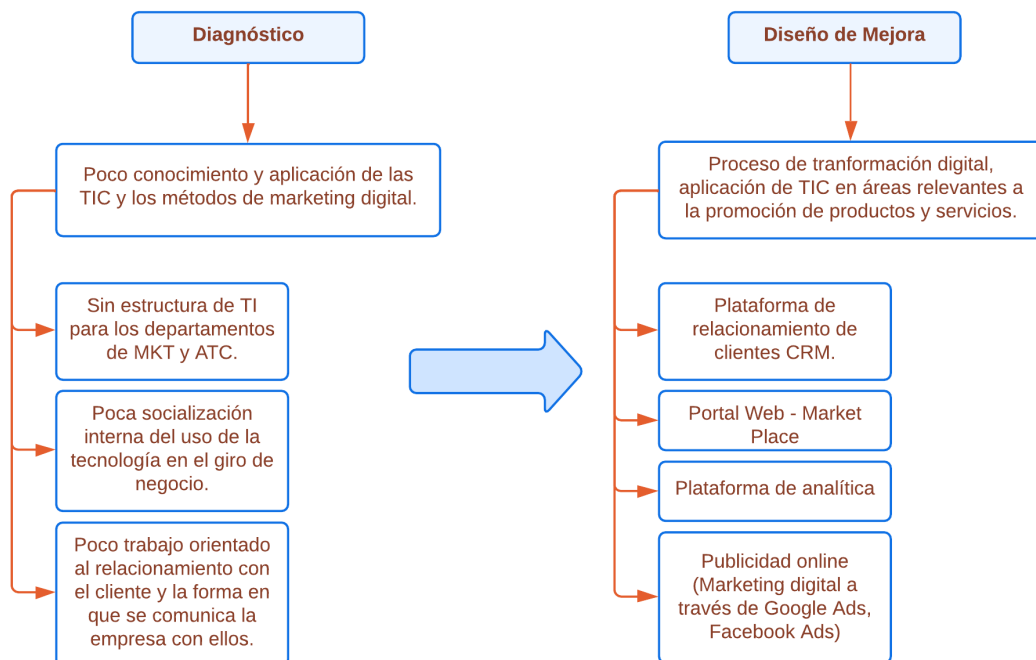 Diagnóstico
Poco conocimiento y aplicación de las
TIC y los métodos de marketing digital.
Sin estructura de TI
para los departamentos
de MKT y ATC.
Poca socialización
interna del uso de la
tecnología en el giro de
negocio.
Poco trabajo orientado
al relacionamiento con
el cliente y la forma en
que se comunica la
empresa con ellos.
Diseño de Mejora
Proceso de tranformación digital,
aplicación de TIC en áreas relevantes a
la promoción de productos y servicios.
Plataforma de
relacionamiento de
clientes CRM.
Portal Web - Market
Place
Plataforma de analítica
Publicidad online
(Marketing digital a
través de Google Ads,
Facebook Ads)